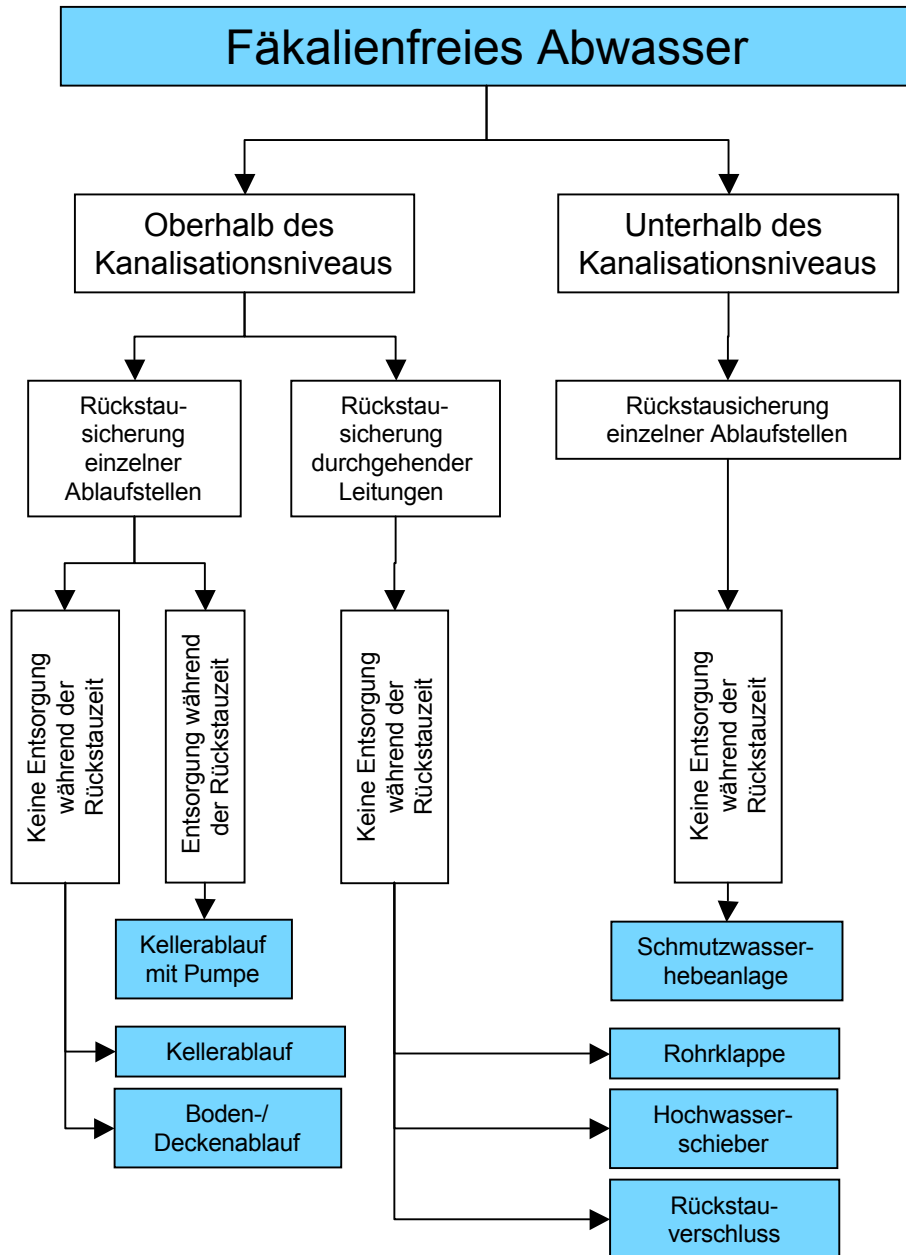 Fäkalienfreies Abwasser
Oberhalb des
Kanalisationsniveaus
Unterhalb des
Kanalisationsniveaus
Rückstau-
sicherung
einzelner
Ablaufstellen
Rückstau-
sicherung
durchgehender
Leitungen
Rückstausicherung
einzelner Ablaufstellen
Keine Entsorgung
während der
Rückstauzeit
Entsorgung während
der Rückstauzeit
Keine Entsorgung
während der
Rückstauzeit
Keine Entsorgung
während der
Rückstauzeit
Kellerablauf
mit Pumpe
Schmutzwasser-
hebeanlage
Kellerablauf
Rohrklappe
Boden-/
Deckenablauf
Hochwasser-
schieber
Rückstau-
verschluss